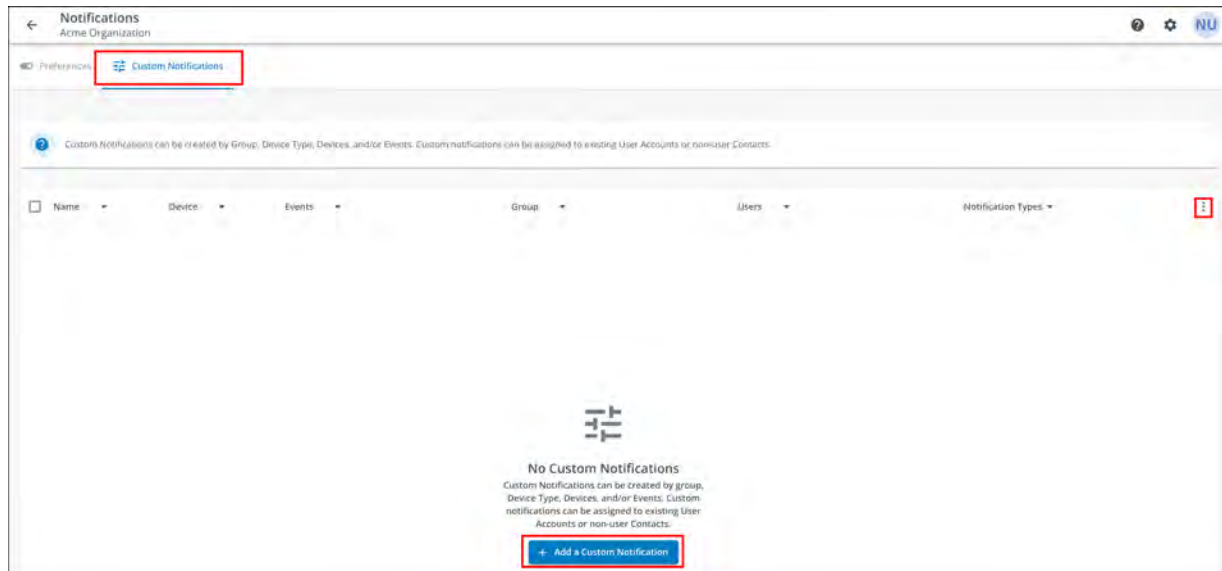 Notifications
Acme Organization
NU
Preferences
Custom Notifications
Custom Notifications can be created by Group, Device Type, Devices, and/or Events. Custom notifications can be assigned to existing User Accounts or non-user Contacts.
Name Device Events Group Users Notification Types
No Custom Notifications
Custom Notifications can be created by group,
Device Type, Devices, and/or Events. Custom
notifications can be assigned to existing User
Accounts or non-user Contacts.
+ Add a Custom Notification